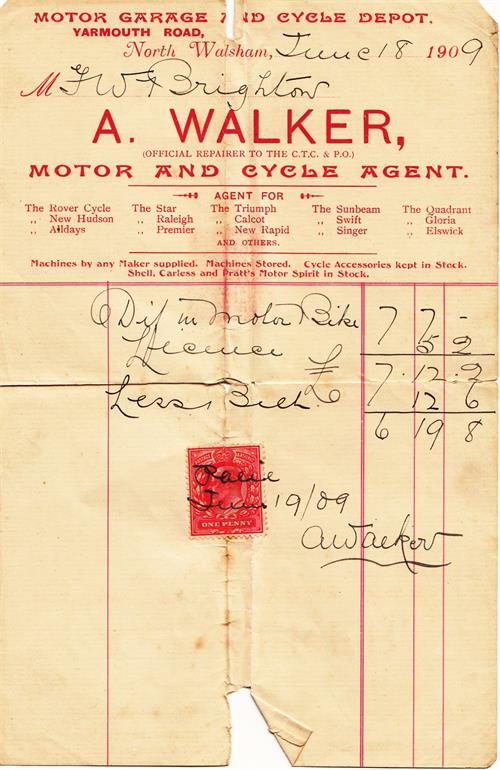 MOTOR GARAGE AND CYCLE DEPOT.
YARMOUTH ROAD,
North Walsham, June 18 1909
M F W Brighton
A. WALKER,
(OFFICIAL REPAIRER TO THE C.T.C. & P.O.)
MOTOR AND CYCLE AGENT.
AGENT FOR
The Rover Cycle The Star The Triumph The Sunbeam The Quadrant
,, New Hudson ,, Raleigh ,, Calcot ,, Swift ,, Gloria
,, Alldays ,, Premier ,, New Rapid ,, Singer ,, Elswick
AND OTHERS.
Machines by any Maker supplied. Machines Stored. Cycle Accessories kept in Stock.
Shell, Carless and Pratt's Motor Spirit in Stock.
Dif in Motor Bike 7 7 -
Licence 5 2
£ 7 . 12 . 2
Less Bill 12 6
6 19 8
POSTAGE REVENUE
Paid
June 19/09
ONE PENNY
A Walker